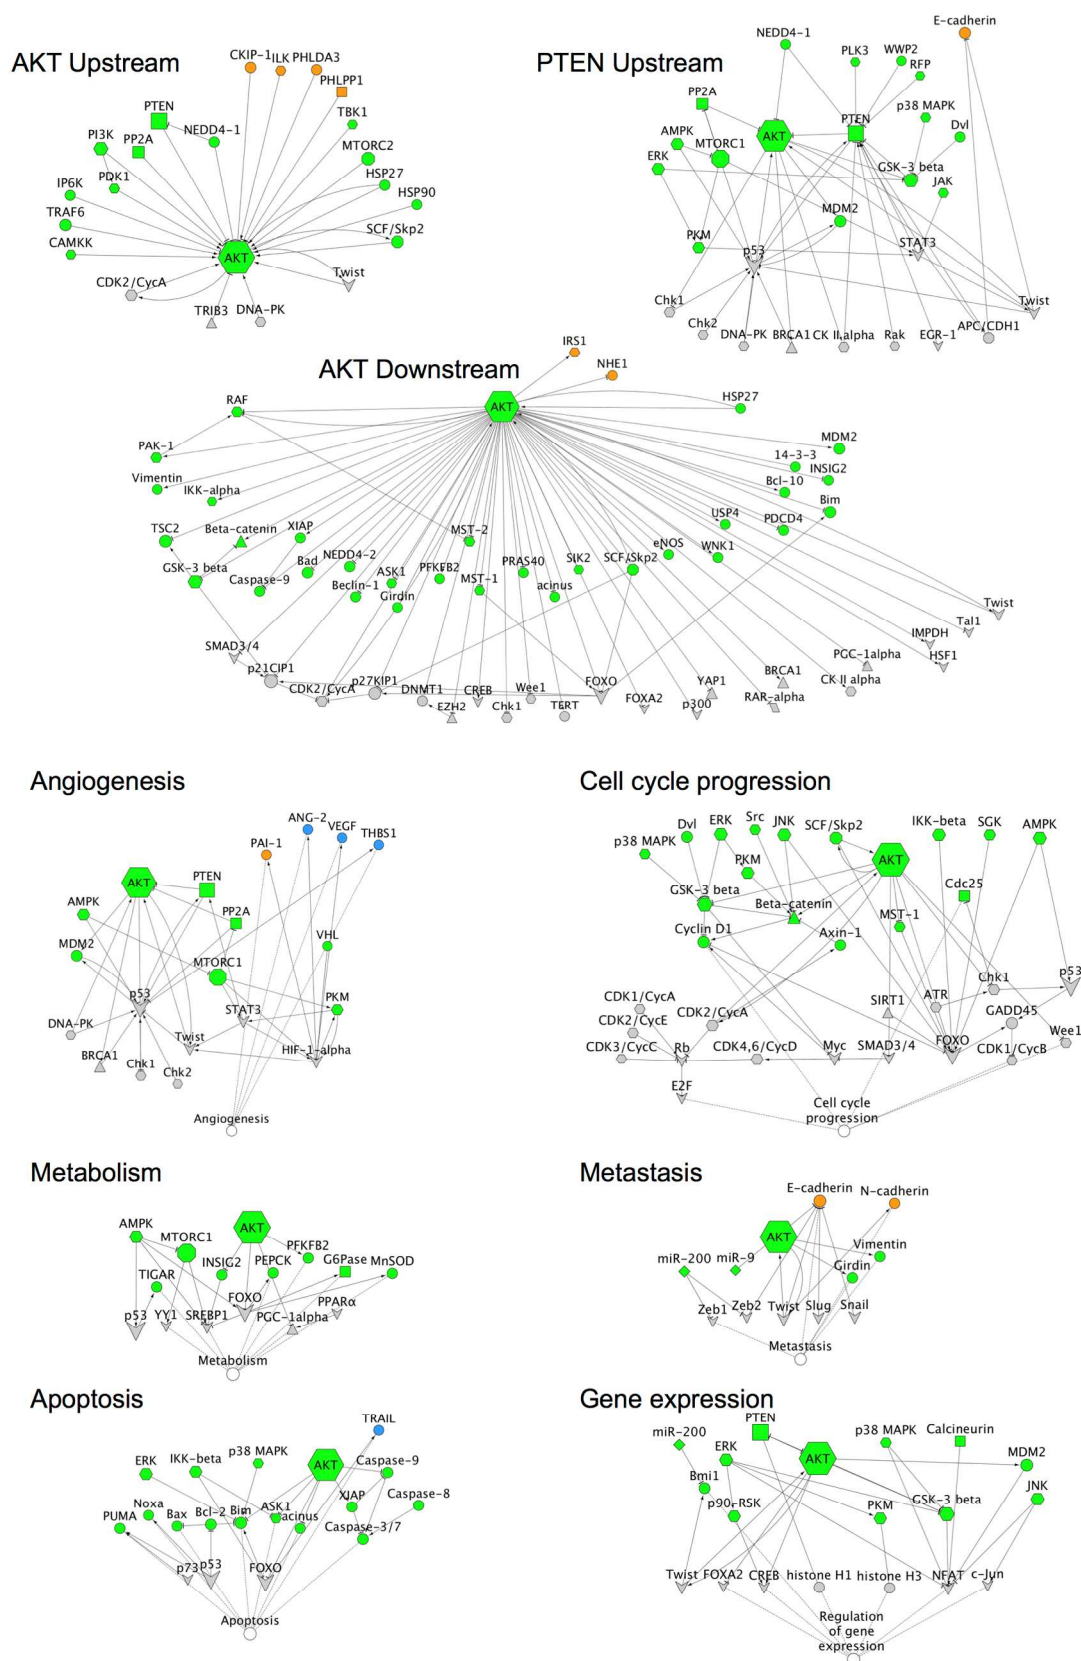 AKT Upstream
CKIP-1
ILK
PHLDA3
PHLPP1
PTEN
TBK1
NEDD4-1
PI3K
PP2A
MTORC2
PDK1
HSP27
IP6K
HSP90
TRAF6
SCF/Skp2
CAMKK
AKT
Twist
CDK2/CycA
TRIB3
DNA-PK
PTEN Upstream
E-cadherin
NEDD4-1
PLK3
WWP2
RFP
PP2A
p38 MAPK
AKT
PTEN
AMPK
MTORC1
Dvl
ERK
GSK-3 beta
JAK
MDM2
PKM
p53
STAT3
Chk1
Twist
Chk2
DNA-PK
BRCA1
CK II alpha
Rak
EGR-1
APC/CDH1
AKT Downstream
IRS1
NHE1
RAF
AKT
HSP27
PAK-1
MDM2
14-3-3
Vimentin
IKK-alpha
INSIG2
Bcl-10
Bim
TSC2
Beta-catenin
XIAP
MST-2
USP4
PDCD4
GSK-3 beta
Bad
NEDD4-2
eNOS
WNK1
Caspase-9
Beclin-1
ASK1
PFKFB2
MST-1
PRAS40
SIK2
SCF/Skp2
Girdin
acinus
Twist
Tal1
IMPDH
SMAD3/4
HSF1
p21CIP1
PGC-1alpha
CDK2/CycA
p27KIP1
DNMT1
CREB
Wee1
FOXO
BRCA1
CK II alpha
EZH2
Chk1
TERT
FOXA2
YAP1
p300
RAR-alpha
Angiogenesis
ANG-2
VEGF
THBS1
PAI-1
AKT
PTEN
AMPK
PP2A
MDM2
VHL
MTORC1
p53
PKM
STAT3
DNA-PK
Twist
HIF-1-alpha
BRCA1
Chk1
Chk2
Angiogenesis
Cell cycle progression
Dvl
ERK
Src
JNK
SCF/Skp2
IKK-beta
SGK
AMPK
p38 MAPK
PKM
AKT
GSK-3 beta
Beta-catenin
Cdc25
MST-1
Cyclin D1
Axin-1
p53
Chk1
CDK1/CycA
SIRT1
ATR
CDK2/CycE
CDK2/CycA
GADD45
CDK3/CycC
Rb
CDK4,6/CycD
Myc
SMAD3/4
FOXO
CDK1/CycB
Wee1
E2F
Cell cycle
progression
Metabolism
AMPK
MTORC1
AKT
PFKFB2
INSIG2
PEPCK
G6Pase
MnSOD
TIGAR
FOXO
p53
YY1
SREBP1
PGC-1alpha
PPARα
Metabolism
Metastasis
E-cadherin
N-cadherin
AKT
Vimentin
miR-200
miR-9
Girdin
Zeb1
Zeb2
Twist
Slug
Snail
Metastasis
Apoptosis
TRAIL
ERK
IKK-beta
p38 MAPK
AKT
Caspase-9
Noxa
XIAP
Caspase-8
PUMA
Bax
Bcl-2
Bim
ASK1
acinus
Caspase-3/7
p73
p53
FOXO
Apoptosis
Gene expression
PTEN
miR-200
ERK
AKT
p38 MAPK
Calcineurin
MDM2
Bmi1
JNK
p90-RSK
PKM
GSK-3 beta
Twist
FOXA2
CREB
histone H1
histone H3
NFAT
c-Jun
Regulation
of gene
expression